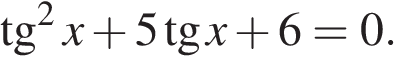 tg² x + 5 tg x + 6 = 0.